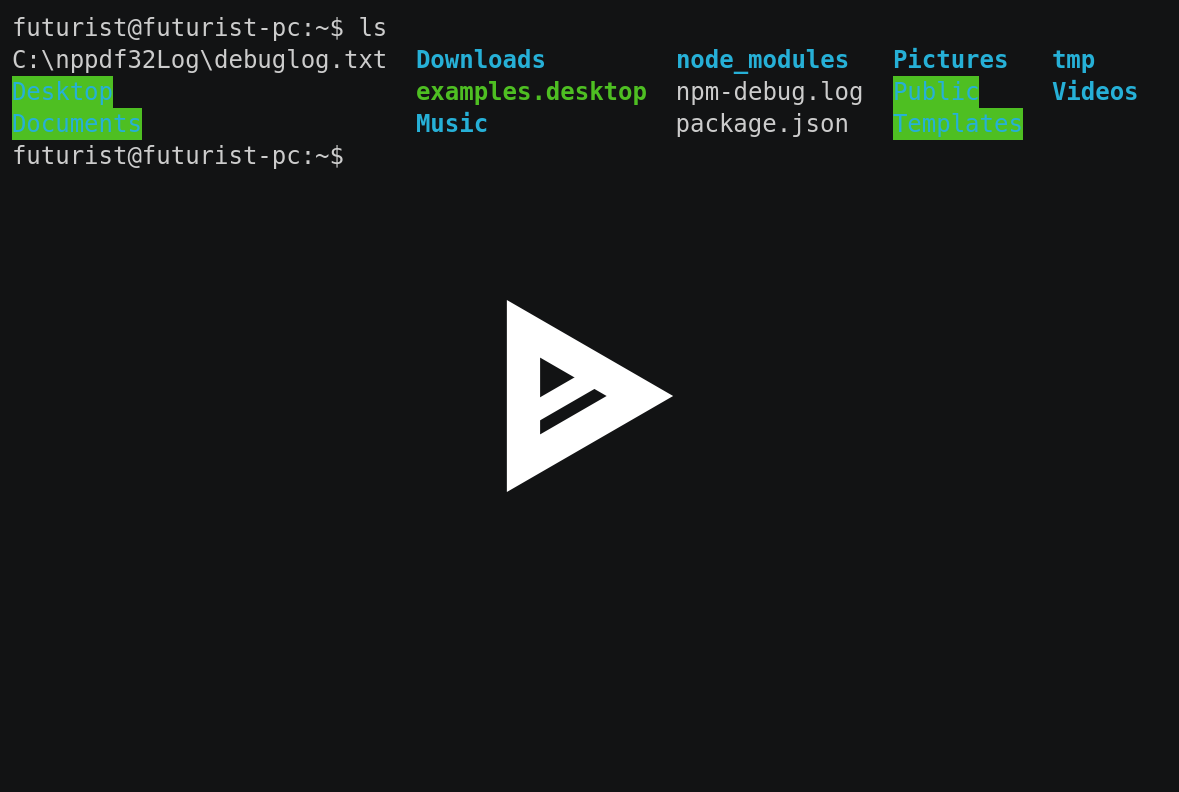 futurist@futurist-pc:~$ ls
C:\nppdf32Log\debuglog.txt  Downloads         node_modules   Pictures   tmp
Desktop                     examples.desktop  npm-debug.log  Public     Videos
Documents                   Music             package.json   Templates
futurist@futurist-pc:~$